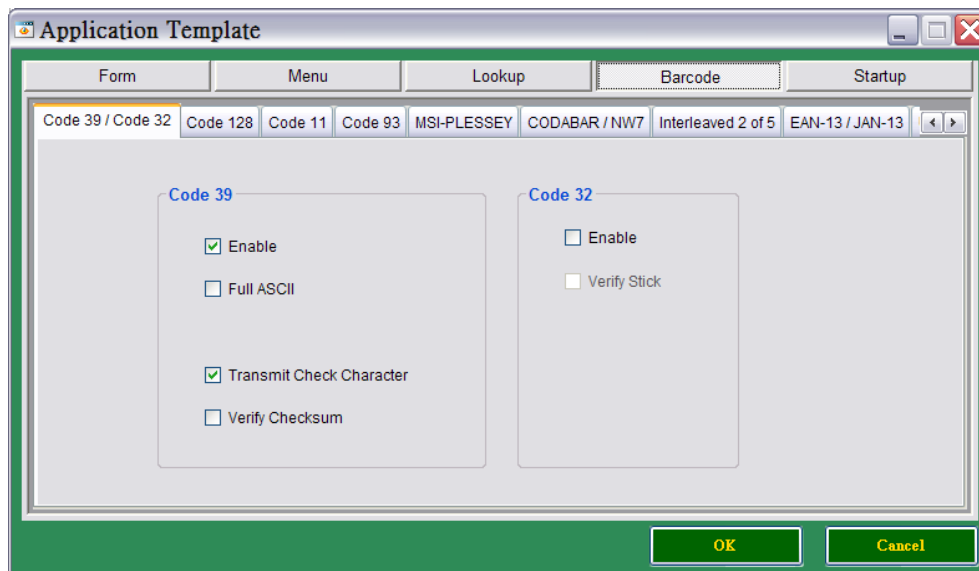 Application Template
Form Menu Lookup Barcode Startup
Code 39 / Code 32 Code 128 Code 11 Code 93 MSI-PLESSEY CODABAR / NW7 Interleaved 2 of 5 EAN-13 / JAN-13
Code 39 Code 32
Enable Enable
Full ASCII Verify Stick
Transmit Check Character
Verify Checksum
OK Cancel